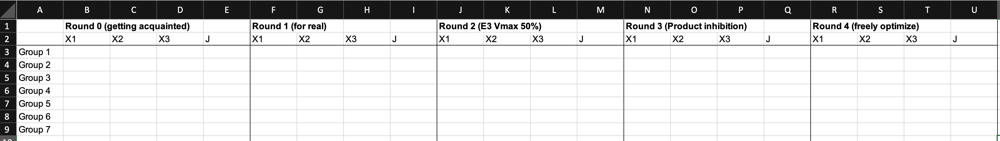 A B C D E F G H I J K L M N O P Q R S T U
1 Round 0 (getting acquainted) Round 1 (for real) Round 2 (E3 Vmax 50%) Round 3 (Product inhibition) Round 4 (freely optimize)
2 X1 X2 X3 J X1 X2 X3 J X1 X2 X3 J X1 X2 X3 J X1 X2 X3 J
3 Group 1
4 Group 2
5 Group 3
6 Group 4
7 Group 5
8 Group 6
9 Group 7